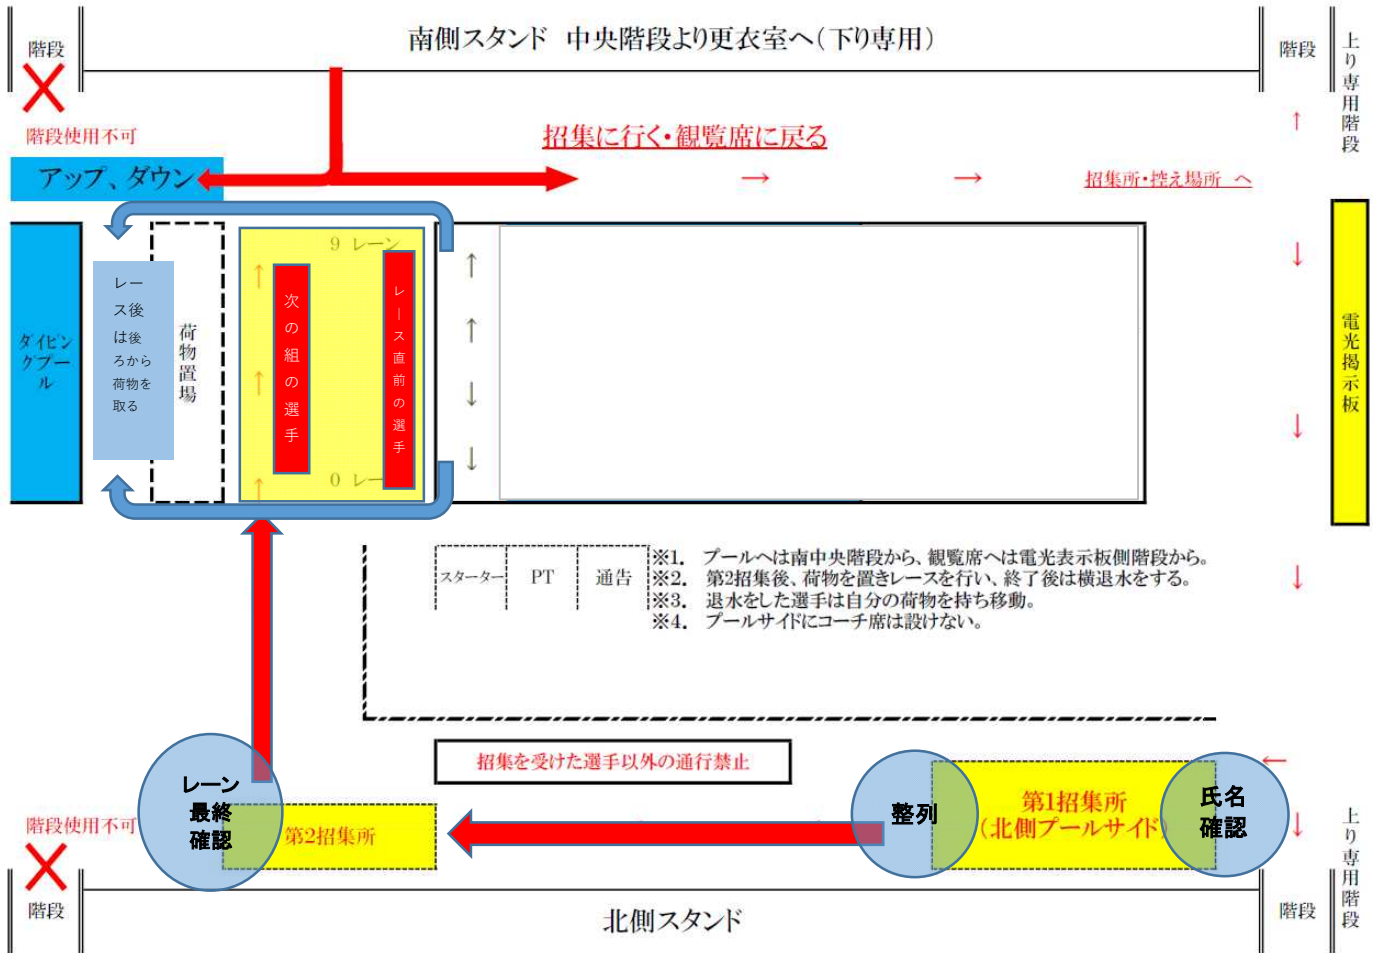 南側スタンド 中央階段より更衣室へ(下り専用)
階段
階段
上り専用階段
階段使用不可
招集に行く・観覧席に戻る
↑
アップ、ダウン
→
→
招集所・控え場所 へ
9 レーン
レー
ス後
は後
ろから
荷物を
取る
荷物置場
次の組の選手
レース直前の選手
ダイビン
グプー
ル
電光掲示板
0 レー
スターター
PT
通告
※1. プールへは南中央階段から、観覧席へは電光表示板側階段から。
※2. 第2招集後、荷物を置きレースを行い、終了後は横退水をする。
※3. 退水をした選手は自分の荷物を持ち移動。
※4. プールサイドにコーチ席は設けない。
招集を受けた選手以外の通行禁止
レーン
最終
確認
第2招集所
整列
第1招集所
(北側プールサイド)
氏名
確認
階段使用不可
階段
北側スタンド
階段
上り専用階段